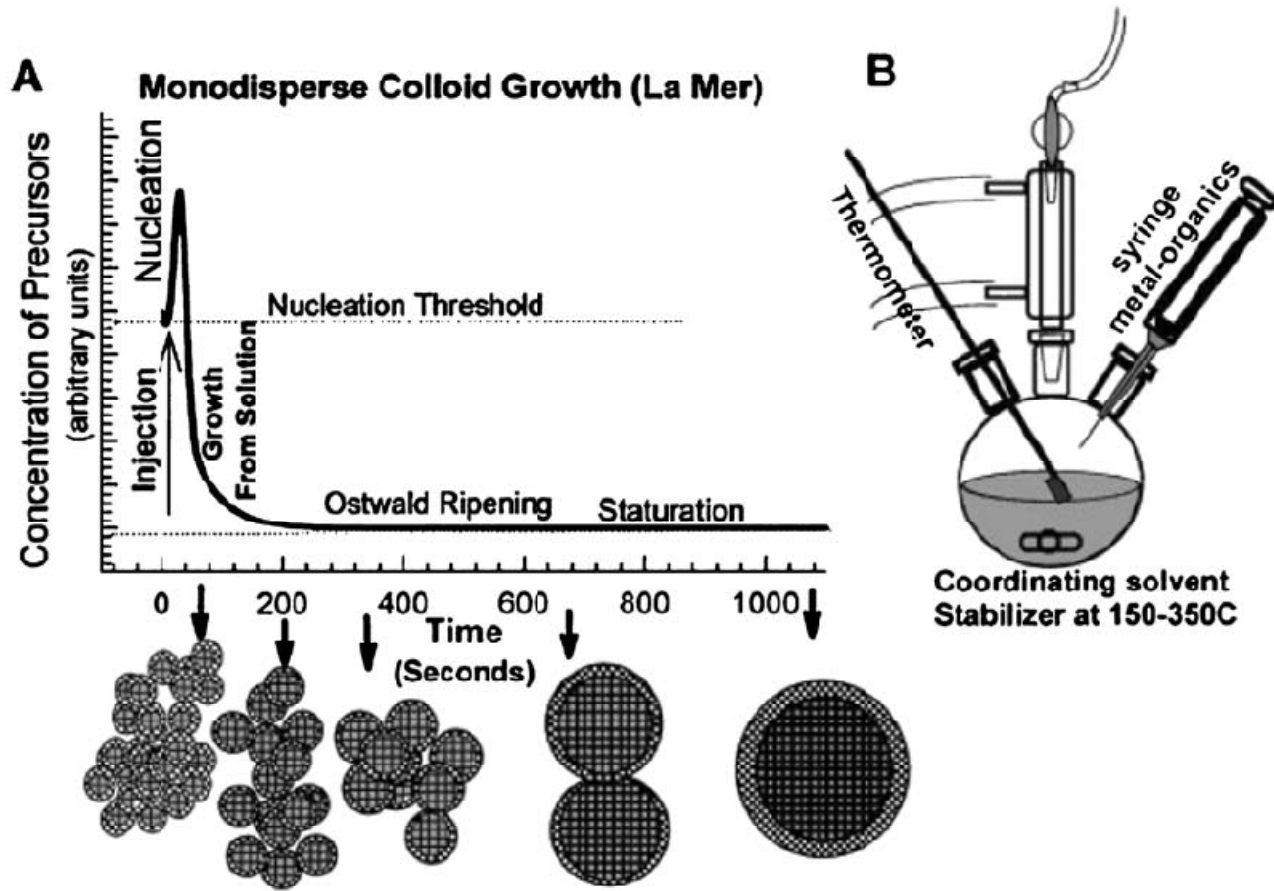 A
Monodisperse Colloid Growth (La Mer)
Concentration of Precursors
(arbitrary units)
Nucleation
Injection
Nucleation Threshold
Growth
From Solution
Ostwald Ripening
Staturation
0 200 400 600 800 1000
Time
(Seconds)
B
Thermometer
syringe
metal-organics
Coordinating solvent
Stabilizer at 150-350C